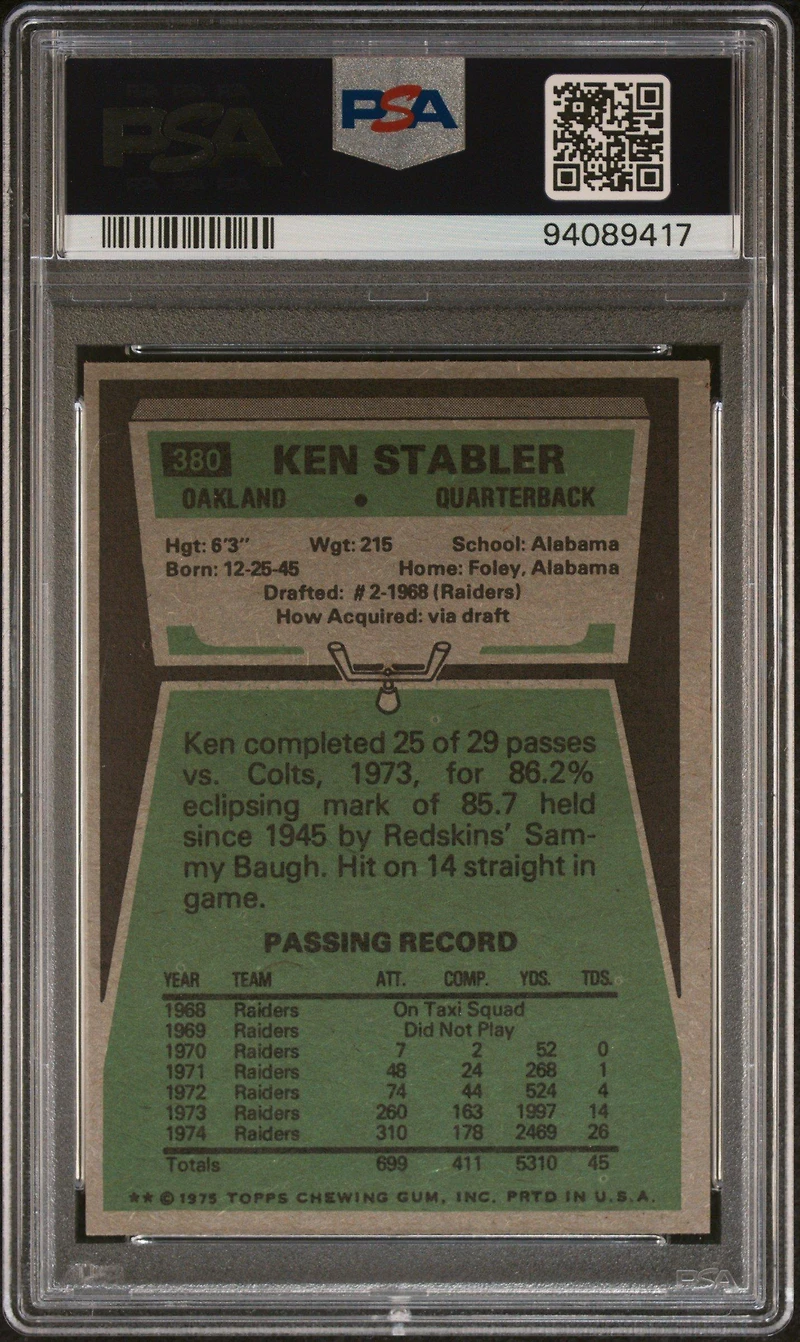 PSA
PSA
94089417
380 KEN STABLER
OAKLAND • QUARTERBACK
Hgt: 6'3" Wgt: 215 School: Alabama
Born: 12-25-45 Home: Foley, Alabama
Drafted: #2-1968 (Raiders)
How Acquired: via draft
Ken completed 25 of 29 passes
vs. Colts, 1973, for 86.2%
eclipsing mark of 85.7 held
since 1945 by Redskins' Sam-
my Baugh. Hit on 14 straight in
game.
PASSING RECORD
YEAR TEAM ATT. COMP. YDS. TDS.
1968 Raiders On Taxi Squad
1969 Raiders Did Not Play
1970 Raiders 7 2 52 0
1971 Raiders 48 24 268 1
1972 Raiders 74 44 524 4
1973 Raiders 260 163 1997 14
1974 Raiders 310 178 2469 26
Totals 699 411 5310 45
★★ © 1975 TOPPS CHEWING GUM, INC. PRTD IN U.S.A.
PSA